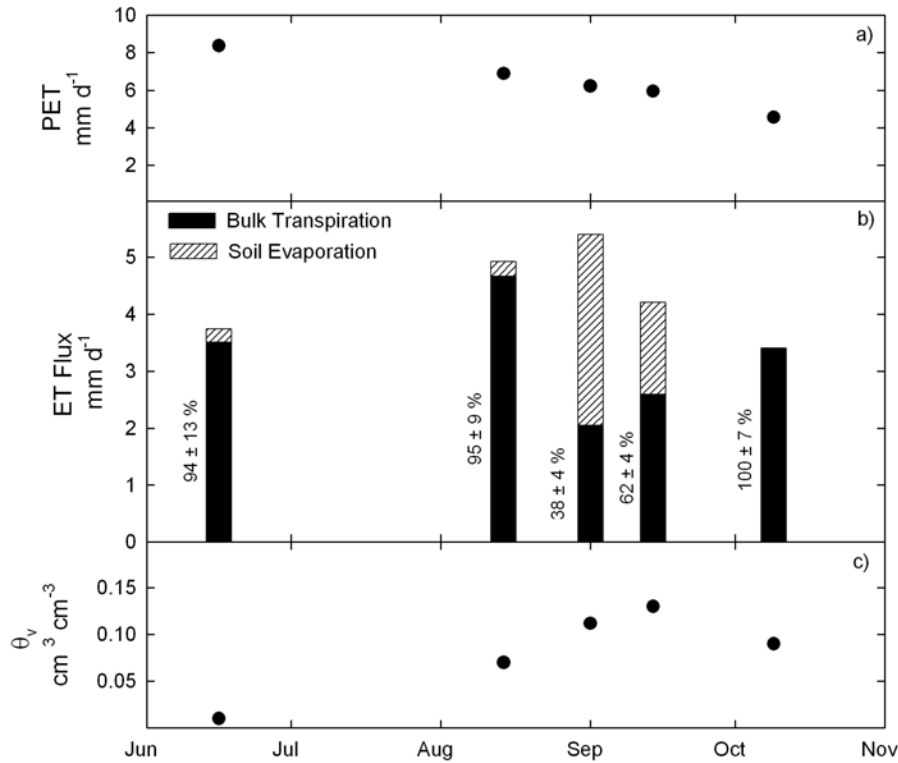 10
8
6
4
2
PET
mm d-1
a)
Bulk Transpiration
Soil Evaporation
b)
5
4
3
2
1
0
ET Flux
mm d-1
94 ± 13 %
95 ± 9 %
38 ± 4 %
62 ± 4 %
100 ± 7 %
c)
0.15
0.10
0.05
θv
cm 3 cm-3
Jun Jul Aug Sep Oct Nov